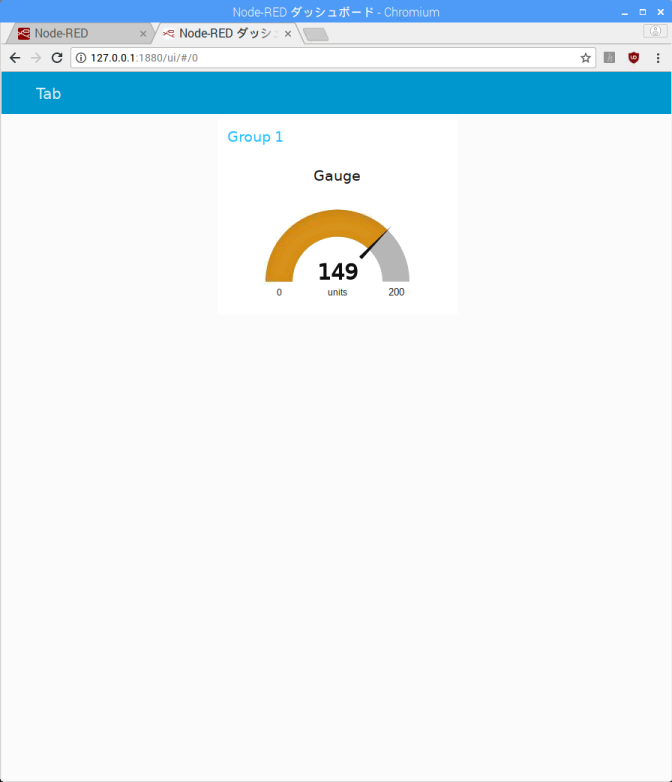 Node-RED ダッシュボード - Chromium
Node-RED
Node-RED ダッシ
127.0.0.1:1880/ui/#/0
Tab
Group 1
Gauge
149
0
units
200